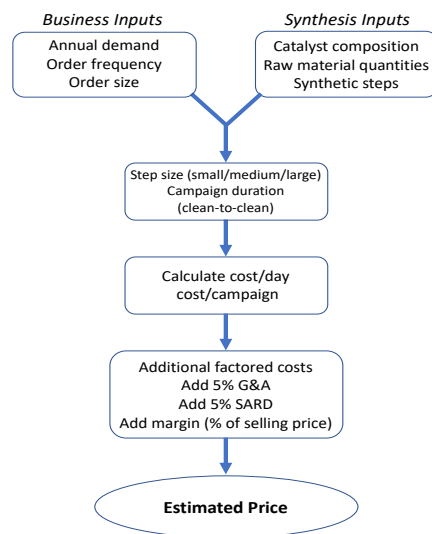 Business Inputs
Annual demand
Order frequency
Order size
Synthesis Inputs
Catalyst composition
Raw material quantities
Synthetic steps
Step size (small/medium/large)
Campaign duration
(clean-to-clean)
Calculate cost/day
cost/campaign
Additional factored costs
Add 5% G&A
Add 5% SARD
Add margin (% of selling price)
Estimated Price